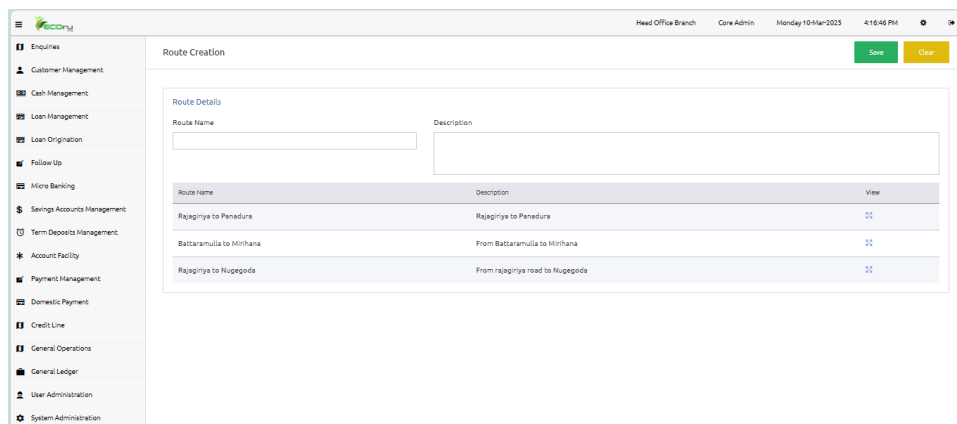 ECOry
Head Office Branch Core Admin Monday 10-Mar-2025 4:16:46 PM
Enquiries
Customer Management
Cash Management
Loan Management
Loan Origination
Follow Up
Micro Banking
Savings Accounts Management
Term Deposits Management
Account Facility
Payment Management
Domestic Payment
Credit Line
General Operations
General Ledger
User Administration
System Administration
Route Creation
Save Clear
Route Details
Route Name Description
Route Name Description View
Rajagiriya to Panadura Rajagiriya to Panadura
Battaramulla to Mirihana From Battaramulla to Mirihana
Rajagiriya to Nugegoda From rajagiriya road to Nugegoda